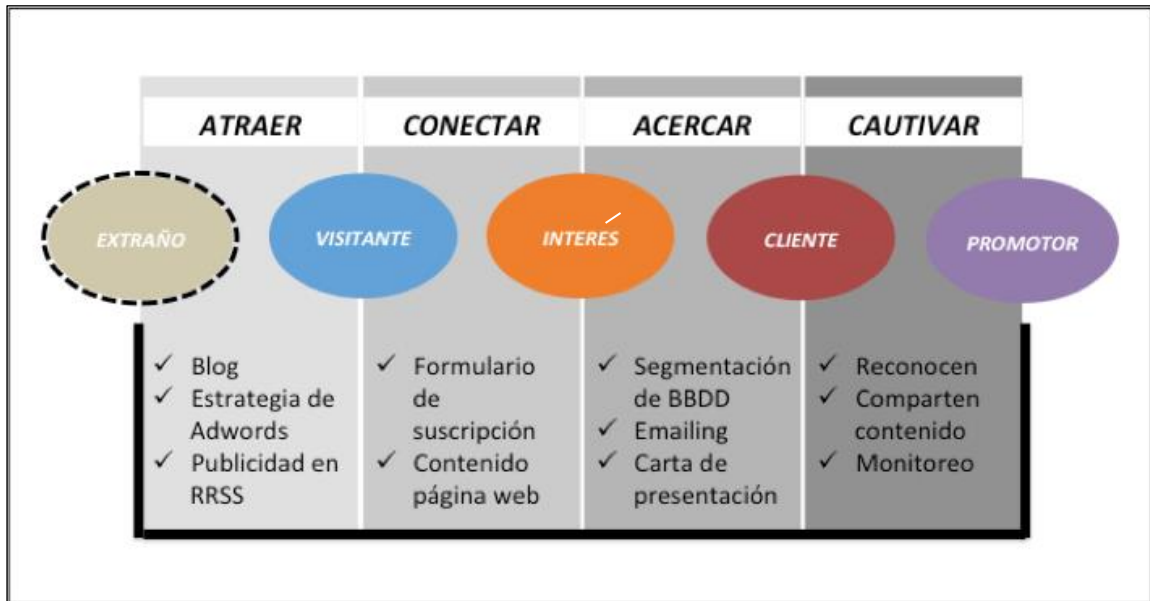 ATRAER
CONECTAR
ACERCAR
CAUTIVAR
EXTRAÑO
VISITANTE
INTERÉS
CLIENTE
PROMOTOR
✓ Blog
✓ Estrategia de
Adwords
✓ Publicidad en
RRSS
✓ Formulario
de
suscripción
✓ Contenido
página web
✓ Segmentación
de BBDD
✓ Emailing
✓ Carta de
presentación
✓ Reconocen
✓ Comparten
contenido
✓ Monitoreo